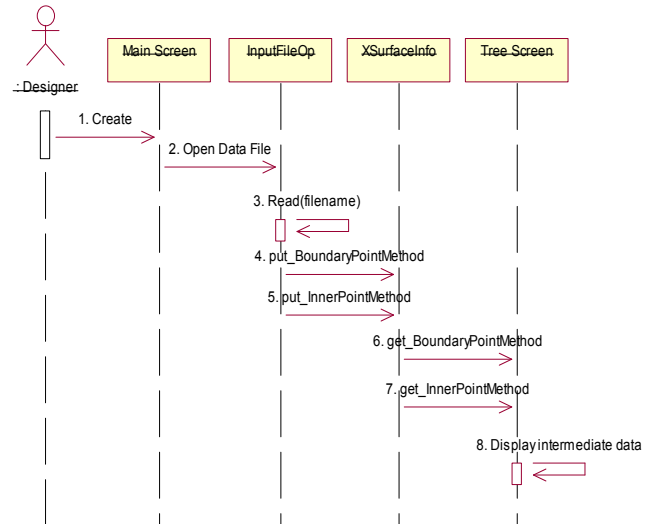 Main Screen
InputFileOp
XSurfaceInfo
Tree Screen
: Designer
1. Create
2. Open Data File
3. Read(filename)
4. put_BoundaryPointMethod
5. put_InnerPointMethod
6. get_BoundaryPointMethod
7. get_InnerPointMethod
8. Display intermediate data